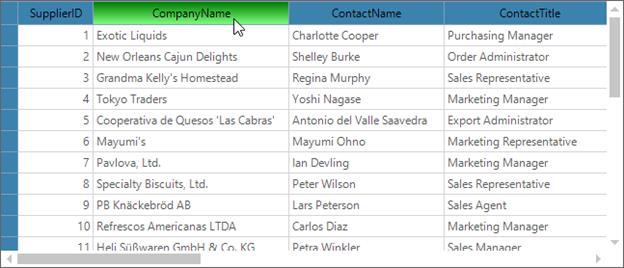 SupplierID CompanyName ContactName ContactTitle
1 Exotic Liquids Charlotte Cooper Purchasing Manager
2 New Orleans Cajun Delights Shelley Burke Order Administrator
3 Grandma Kelly's Homestead Regina Murphy Sales Representative
4 Tokyo Traders Yoshi Nagase Marketing Manager
5 Cooperativa de Quesos 'Las Cabras' Antonio del Valle Saavedra Export Administrator
6 Mayumi's Mayumi Ohno Marketing Representative
7 Pavlova, Ltd. Ian Devling Marketing Manager
8 Specialty Biscuits, Ltd. Peter Wilson Sales Representative
9 PB Knäckebröd AB Lars Peterson Sales Agent
10 Refrescos Americanas LTDA Carlos Diaz Marketing Manager
11 Heli Süßwaren GmbH & Co. KG Petra Winkler Sales Manager